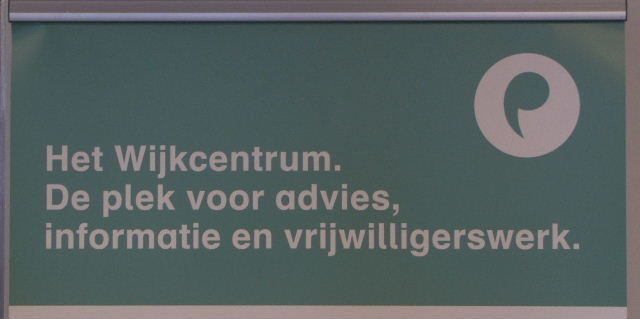 Het Wijkcentrum.
De plek voor advies,
informatie en vrijwilligerswerk.